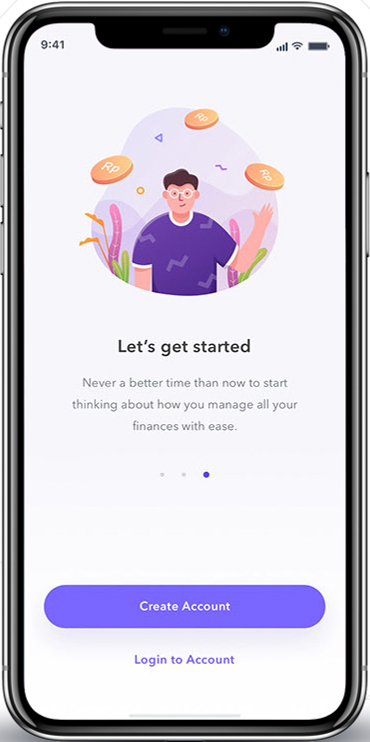 9:41
Rp
Rp
Rp
Let's get started
Never a better time than now to start
thinking about how you manage all your
finances with ease.
Create Account
Login to Account